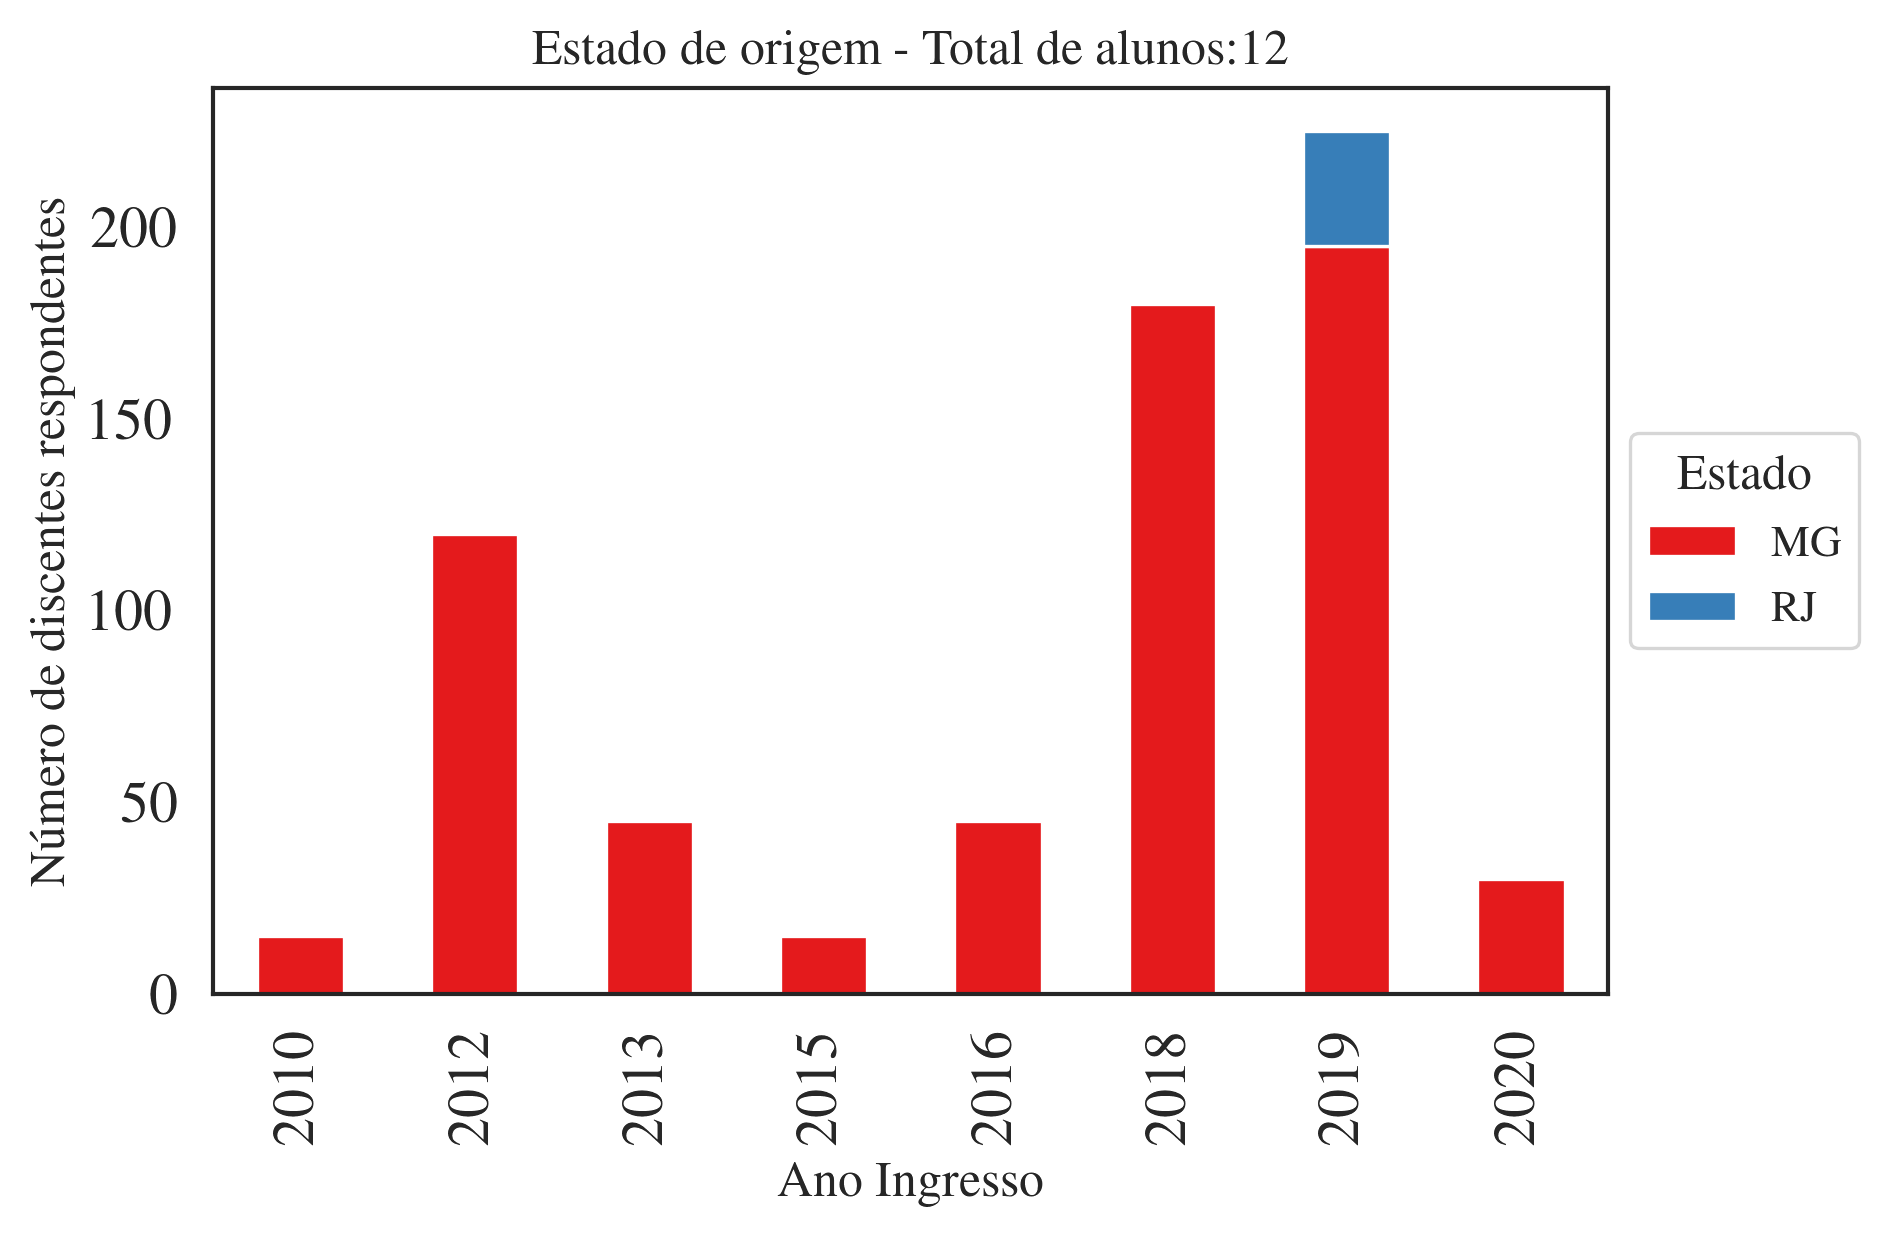 Estado de origem - Total de alunos:12
Número de discentes respondentes
200
150
100
50
0
2010
2012
2013
2015
2016
2018
2019
2020
Ano Ingresso
Estado
MG
RJ